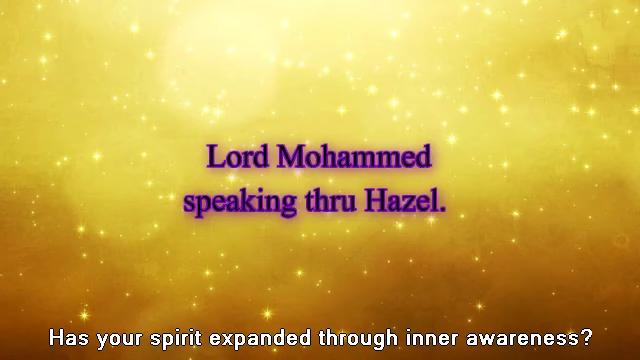 Lord Mohammed
speaking thru Hazel.
Has your spirit expanded through inner awareness?